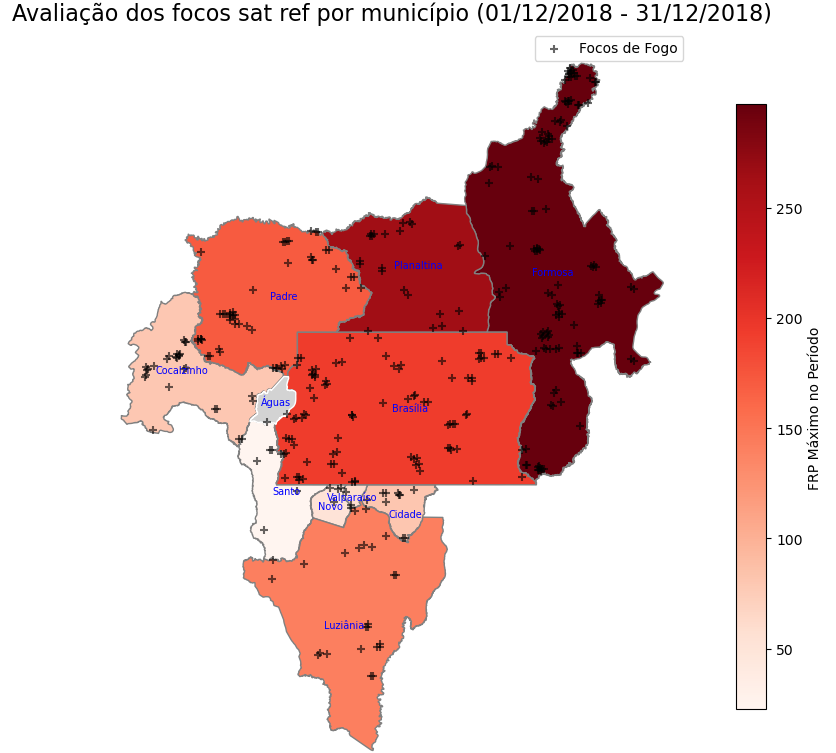 Avaliação dos focos sat ref por município (01/12/2018 - 31/12/2018)
Focos de Fogo
Formosa
Planaltina
Padre
Cocalzinho
Águas
Brasília
Santo
Valparaíso
Novo
Cidade
Luziânia
250
200
150
100
50
FRP Máximo no Período